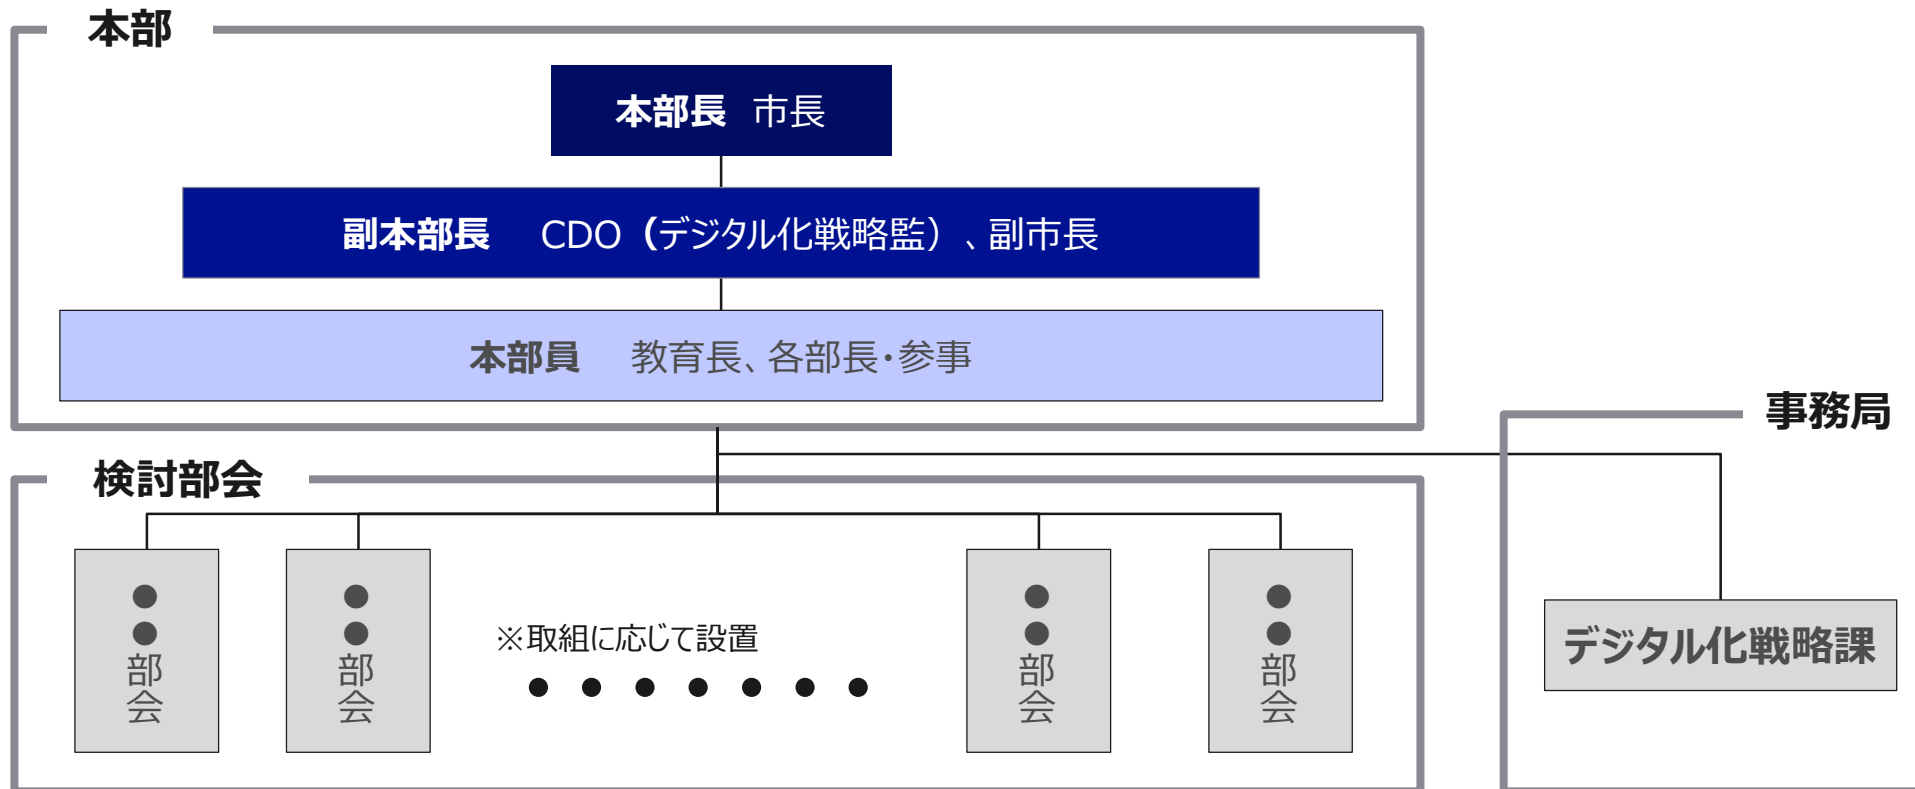 本部
本部長 市長
副本部長 CDO（デジタル化戦略監）、副市長
本部員 教育長、各部長・参事
事務局
検討部会
●●部会
●●部会
※取組に応じて設置
●●●●●●●
●●部会
●●部会
デジタル化戦略課